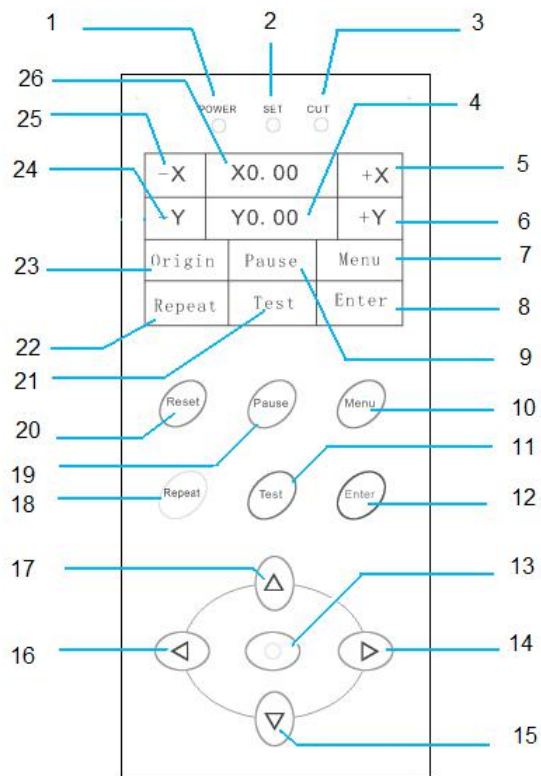 1 2 3
26
POWER SET CUT
25 4
-X X0.00 +X 5
24
-Y Y0.00 +Y 6
Origin Pause Menu 7
23
Repeat Test Enter 8
22 9
21
Reset Pause Menu 10
20
19 11
18 Repeat Test Enter 12
17 13
16 14
15